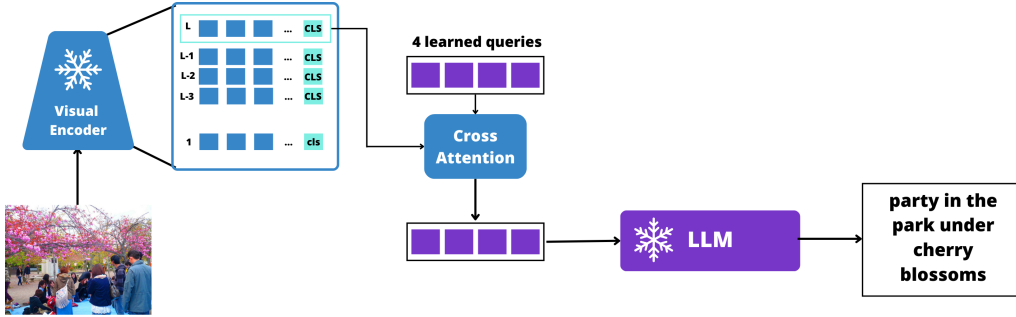 Visual
Encoder
L ... CLS
L-1 ... CLS
L-2 ... CLS
L-3 ... CLS
1 ... cls
4 learned queries
Cross
Attention
LLM
party in the
park under
cherry
blossoms